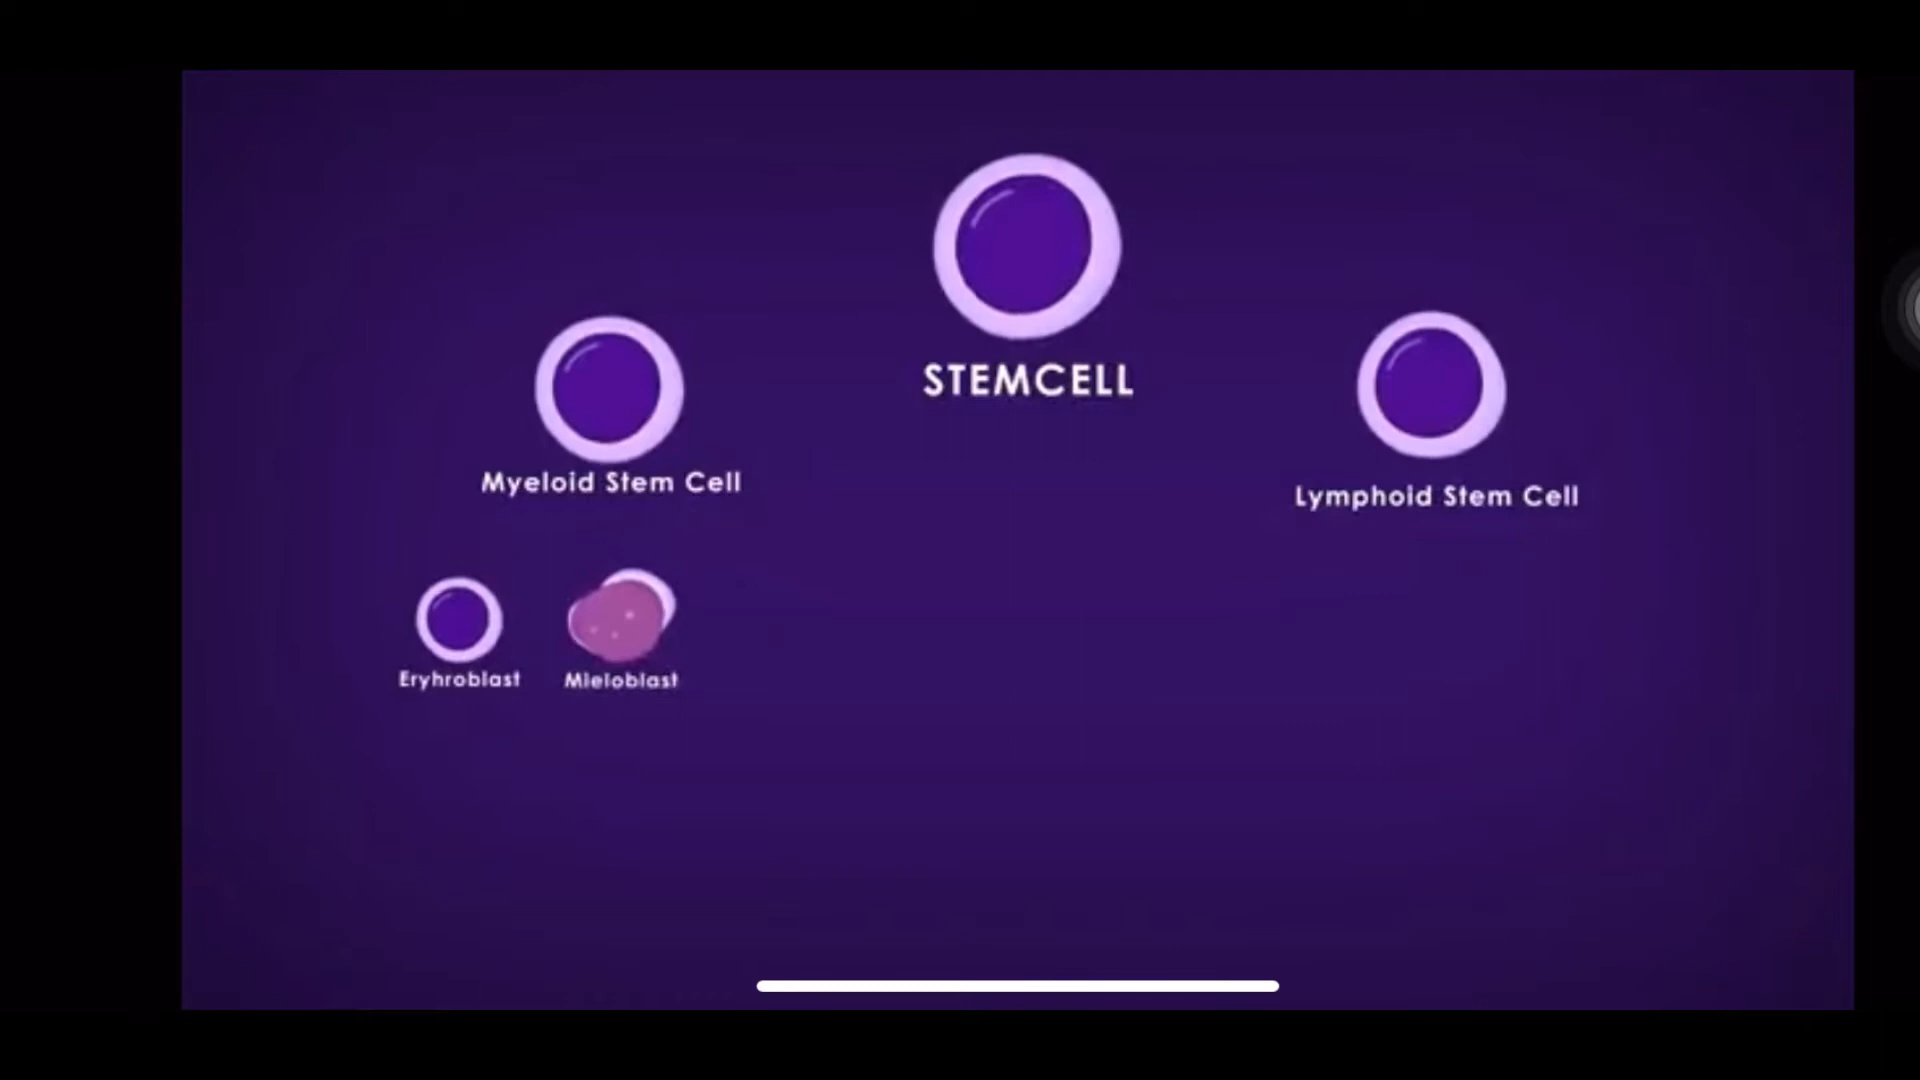 STEMCELL
Myeloid Stem Cell
Lymphoid Stem Cell
Eryhroblast
Mieloblast